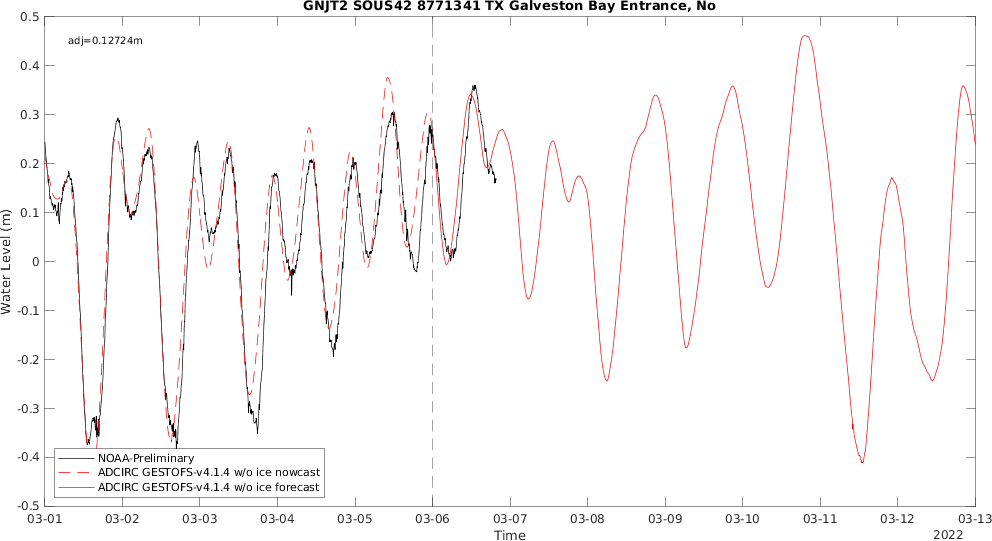 GNJT2 SOUS42 8771341 TX Galveston Bay Entrance, No
adj=0.12724m
0.5
0.4
0.3
0.2
0.1
0
-0.1
-0.2
-0.3
-0.4
-0.5
Water Level (m)
NOAA-Preliminary
ADCIRC GESTOFS-v4.1.4 w/o ice nowcast
ADCIRC GESTOFS-v4.1.4 w/o ice forecast
03-01 03-02 03-03 03-04 03-05 03-06 03-07 03-08 03-09 03-10 03-11 03-12 03-13
Time
2022